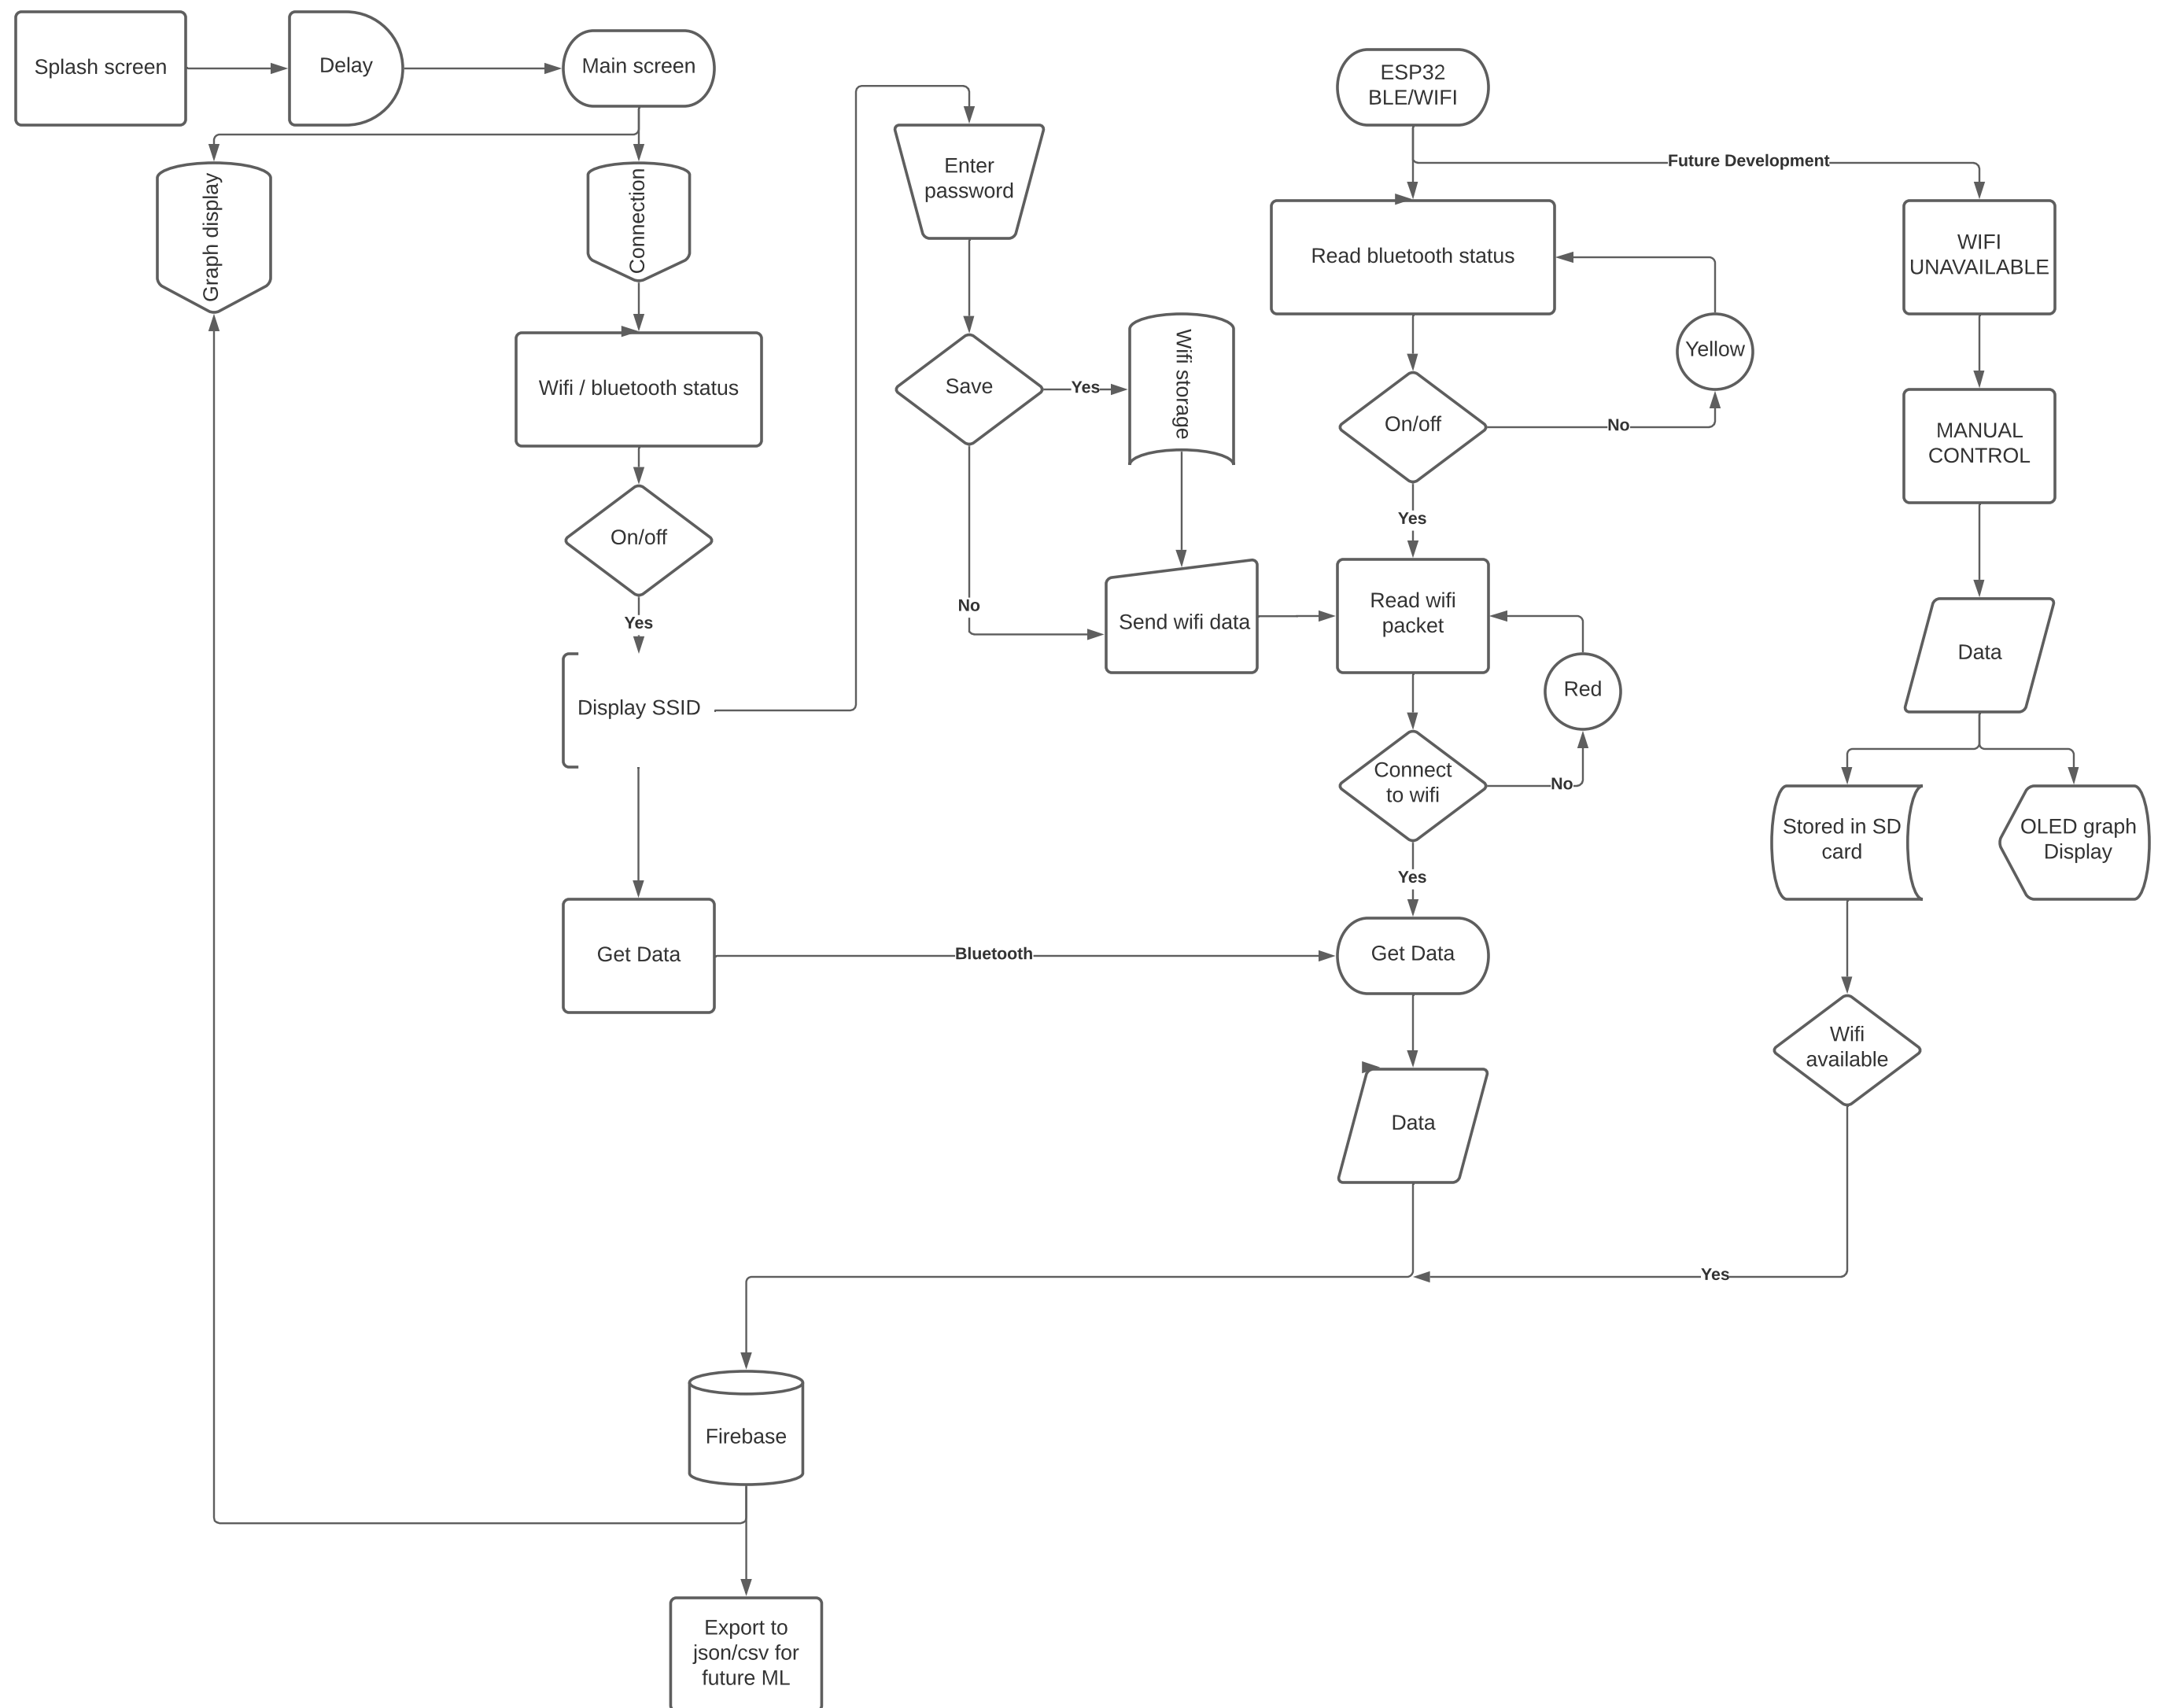 Splash screen
Delay
Main screen
ESP32
BLE/WIFI
Future Development
Graph display
Connection
Enter
password
Read bluetooth status
WIFI
UNAVAILABLE
Wifi / bluetooth status
Save
Yes
Wifi storage
On/off
No
Yellow
MANUAL
CONTROL
On/off
Yes
Yes
No
Send wifi data
Read wifi
packet
Red
Data
Display SSID
Connect
to wifi
No
Stored in SD
card
OLED graph
Display
Yes
Get Data
Bluetooth
Get Data
Wifi
available
Data
Yes
Firebase
Export to
json/csv for
future ML